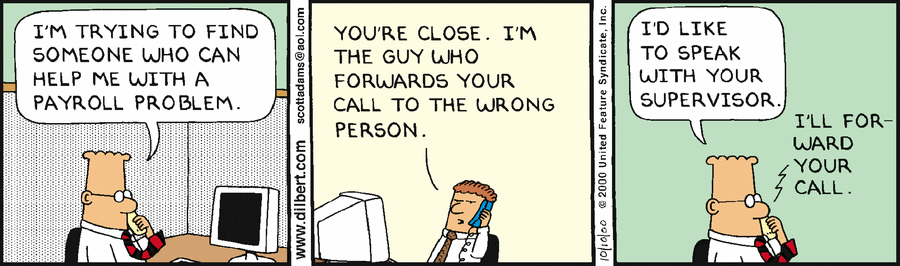 I'M TRYING TO FIND
SOMEONE WHO CAN
HELP ME WITH A
PAYROLL PROBLEM.
www.dilbert.com
scottadams@aol.com
YOU'RE CLOSE. I'M
THE GUY WHO
FORWARDS YOUR
CALL TO THE WRONG
PERSON.
10/10/00
© 2000 United Feature Syndicate, Inc.
I'D LIKE
TO SPEAK
WITH YOUR
SUPERVISOR.
I'LL FOR-
WARD
YOUR
CALL.